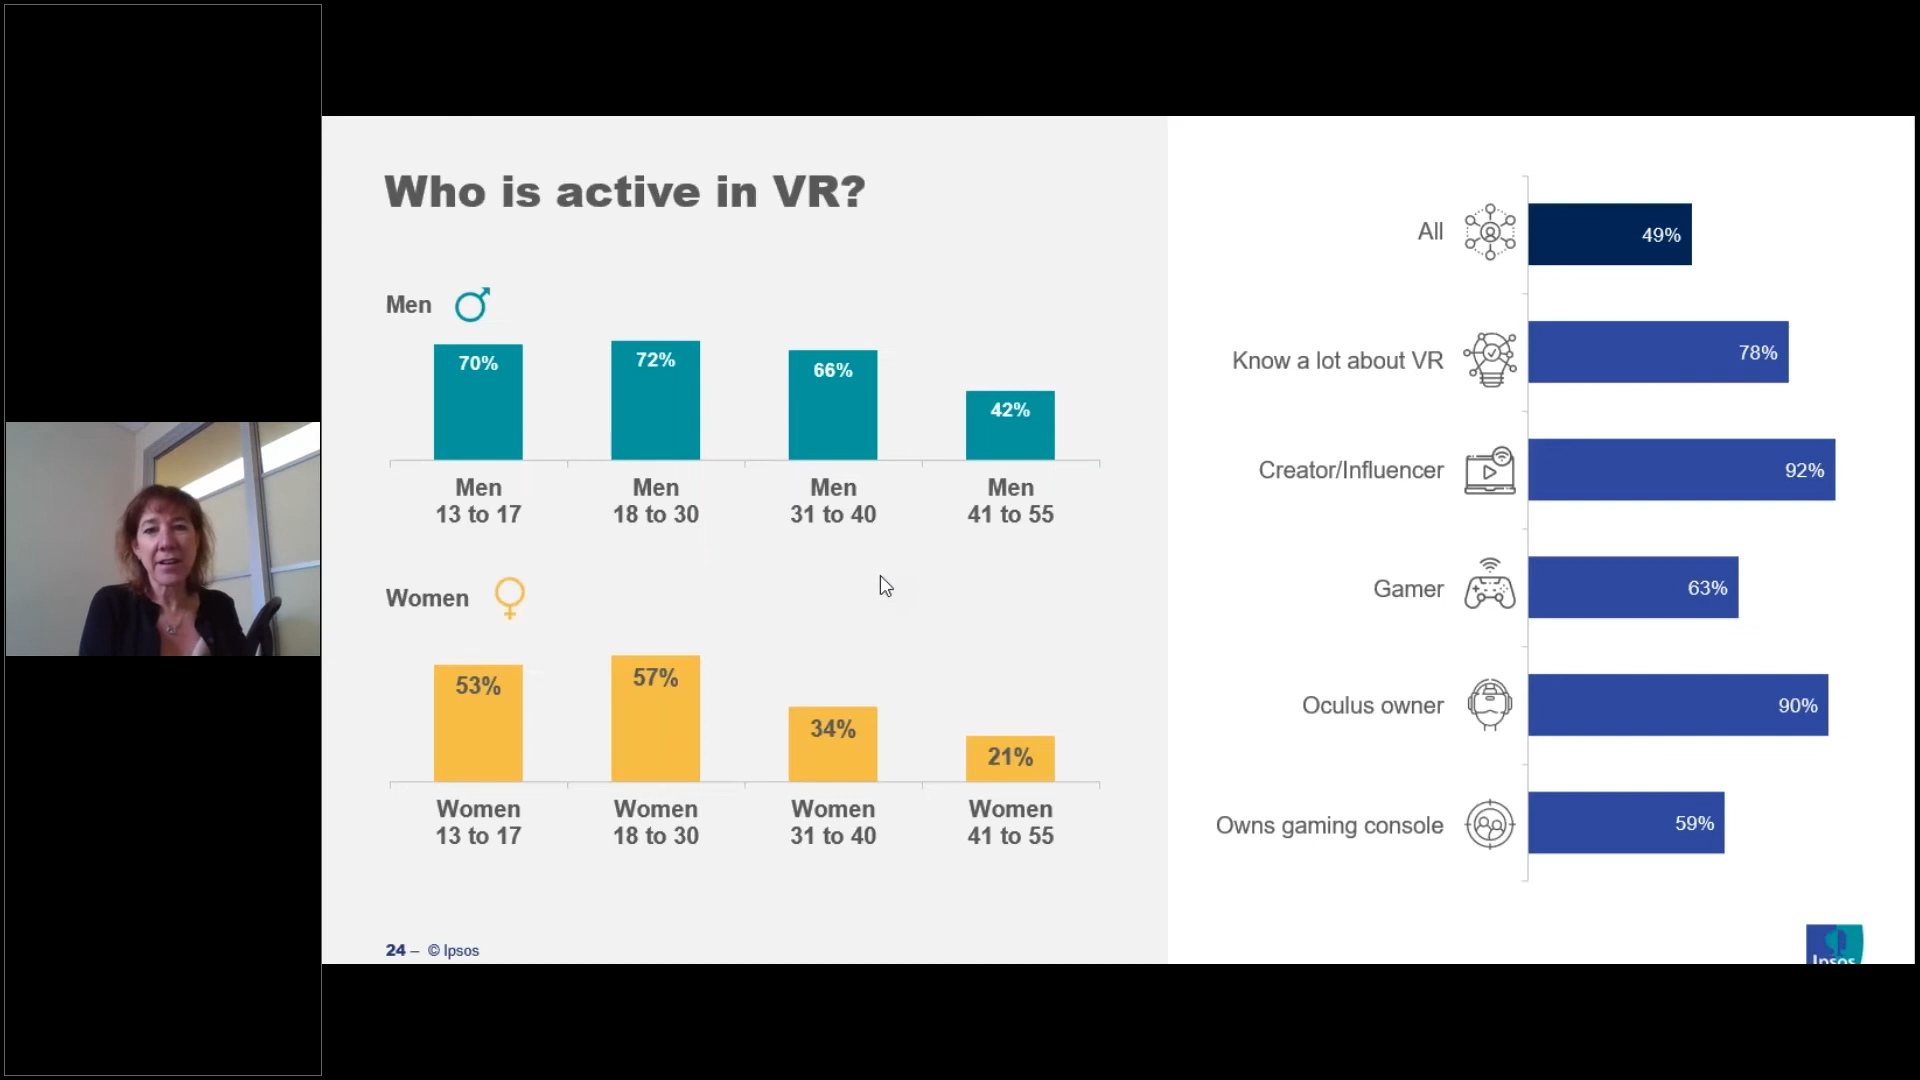 Who is active in VR?
Men
70%
72%
66%
42%
Men
13 to 17
Men
18 to 30
Men
31 to 40
Men
41 to 55
Women
53%
57%
34%
21%
Women
13 to 17
Women
18 to 30
Women
31 to 40
Women
41 to 55
24 – © Ipsos
All
49%
Know a lot about VR
78%
Creator/Influencer
92%
Gamer
63%
Oculus owner
90%
Owns gaming console
59%
Ipsos